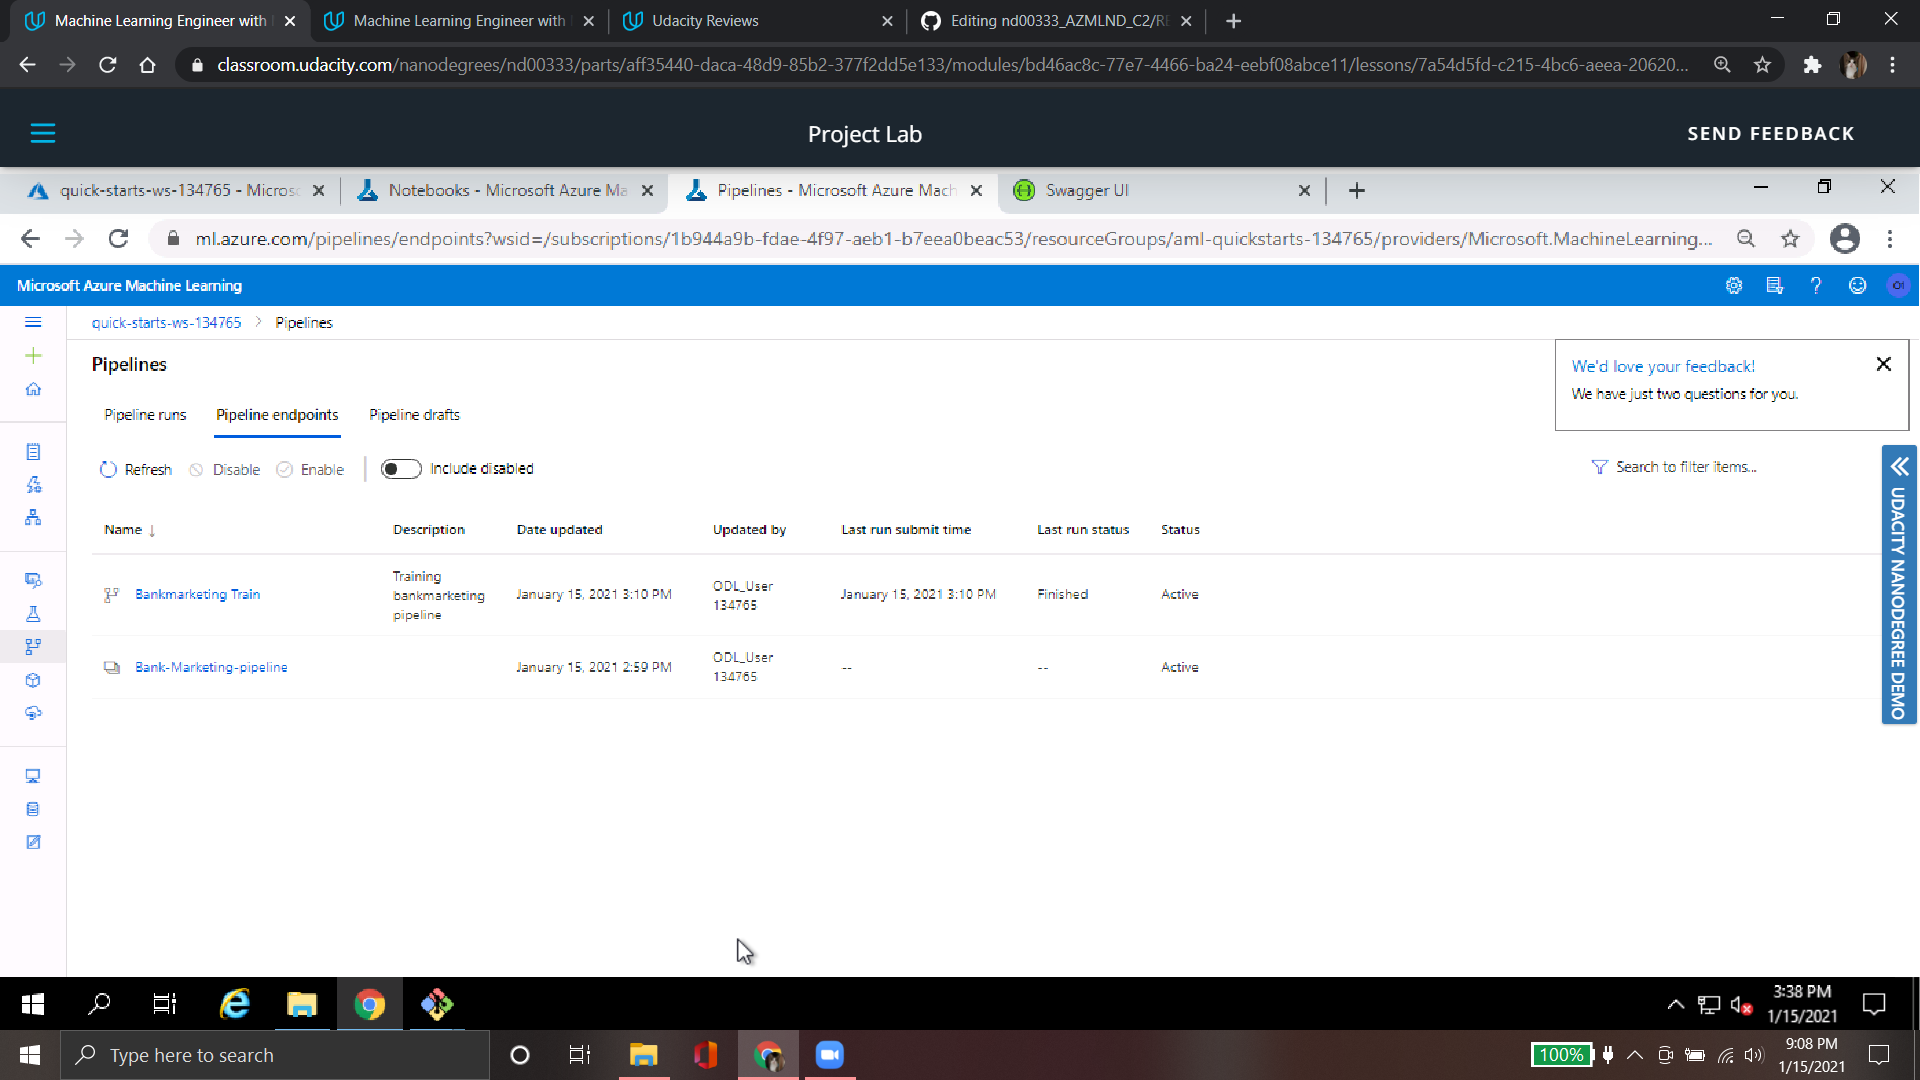 Machine Learning Engineer with
Machine Learning Engineer with
Udacity Reviews
Editing nd00333_AZMLND_C2/RE
classroom.udacity.com/nanodegrees/nd00333/parts/aff35440-daca-48d9-85b2-377f2dd5e133/modules/bd46ac8c-77e7-4466-ba24-eebf08abce11/lessons/7a54d5fd-c215-4bc6-aeea-20620...
Project Lab
SEND FEEDBACK
quick-starts-ws-134765 - Micros
Notebooks - Microsoft Azure Ma
Pipelines - Microsoft Azure Mach
Swagger UI
ml.azure.com/pipelines/endpoints?wsid=/subscriptions/1b944a9b-fdae-4f97-aeb1-b7eea0beac53/resourceGroups/aml-quickstarts-134765/providers/Microsoft.MachineLearning...
Microsoft Azure Machine Learning
OI
quick-starts-ws-134765 > Pipelines
Pipelines
We'd love your feedback!
We have just two questions for you.
Pipeline runs
Pipeline endpoints
Pipeline drafts
Refresh
Disable
Enable
Include disabled
Search to filter items...
UDACITY NANODEGREE DEMO
Name ↓ Description Date updated Updated by Last run submit time Last run status Status
Bankmarketing Train
Training
bankmarketing
pipeline
January 15, 2021 3:10 PM
ODL_User
134765
January 15, 2021 3:10 PM
Finished
Active
Bank-Marketing-pipeline
January 15, 2021 2:59 PM
ODL_User
134765
--
--
Active
3:38 PM
1/15/2021
Type here to search
100%
9:08 PM
1/15/2021